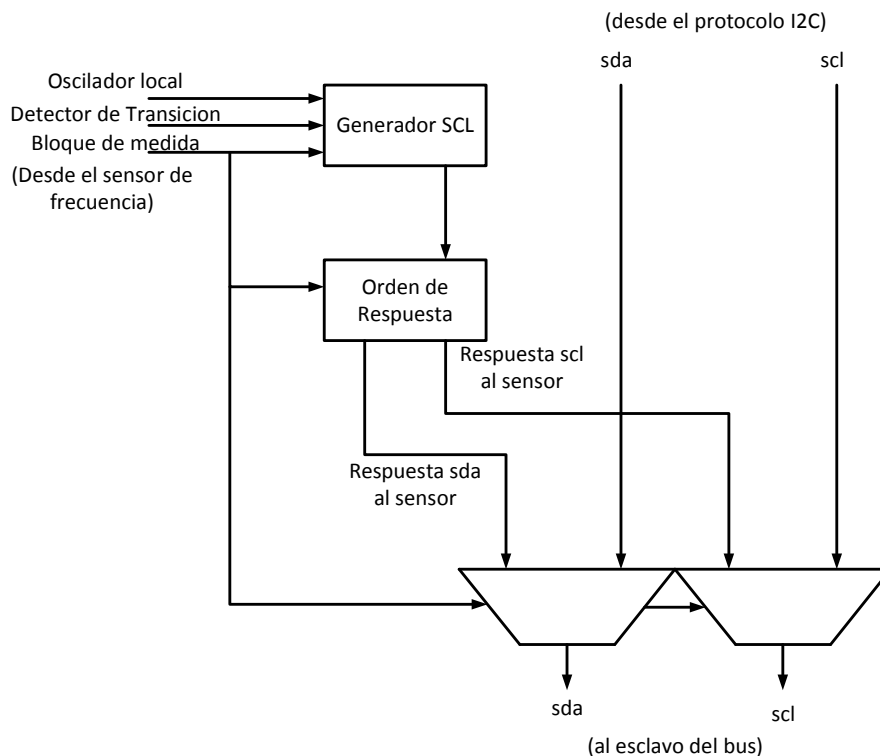 (desde el protocolo I2C)
sda
scl
Oscilador local
Detector de Transicion
Bloque de medida
(Desde el sensor de
frecuencia)
Generador SCL
Orden de
Respuesta
Respuesta scl
al sensor
Respuesta sda
al sensor
sda
scl
(al esclavo del bus)